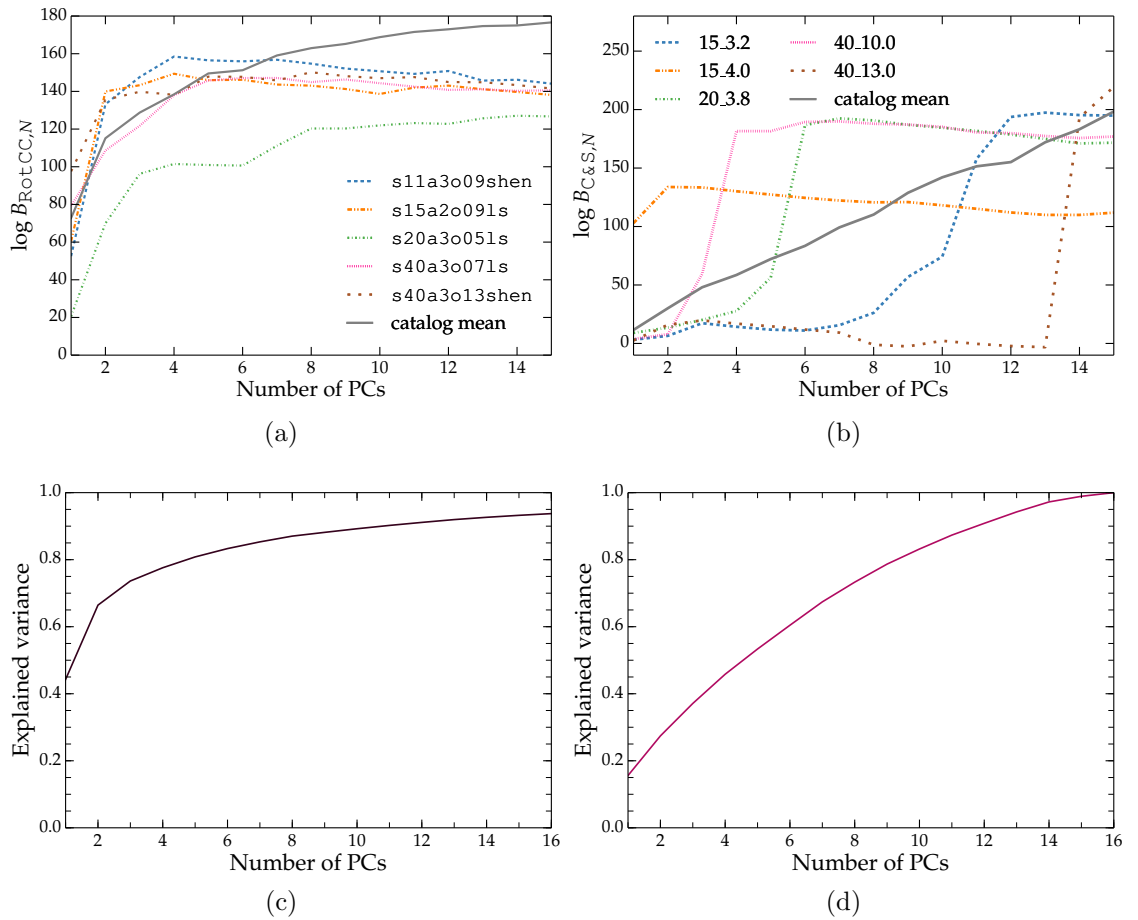 180
160
140
120
100
80
60
40
20
0
log B_RotCC,N
s11a3o09shen
s15a2o09ls
s20a3o05ls
s40a3o07ls
s40a3o13shen
catalog mean
2 4 6 8 10 12 14
Number of PCs
(a)
250
200
150
100
50
0
log B_C&S,N
15_3.2
15_4.0
20_3.8
40_10.0
40_13.0
catalog mean
2 4 6 8 10 12 14
Number of PCs
(b)
1.0
0.8
0.6
0.4
0.2
0.0
Explained variance
2 4 6 8 10 12 14 16
Number of PCs
(c)
1.0
0.8
0.6
0.4
0.2
0.0
Explained variance
2 4 6 8 10 12 14 16
Number of PCs
(d)